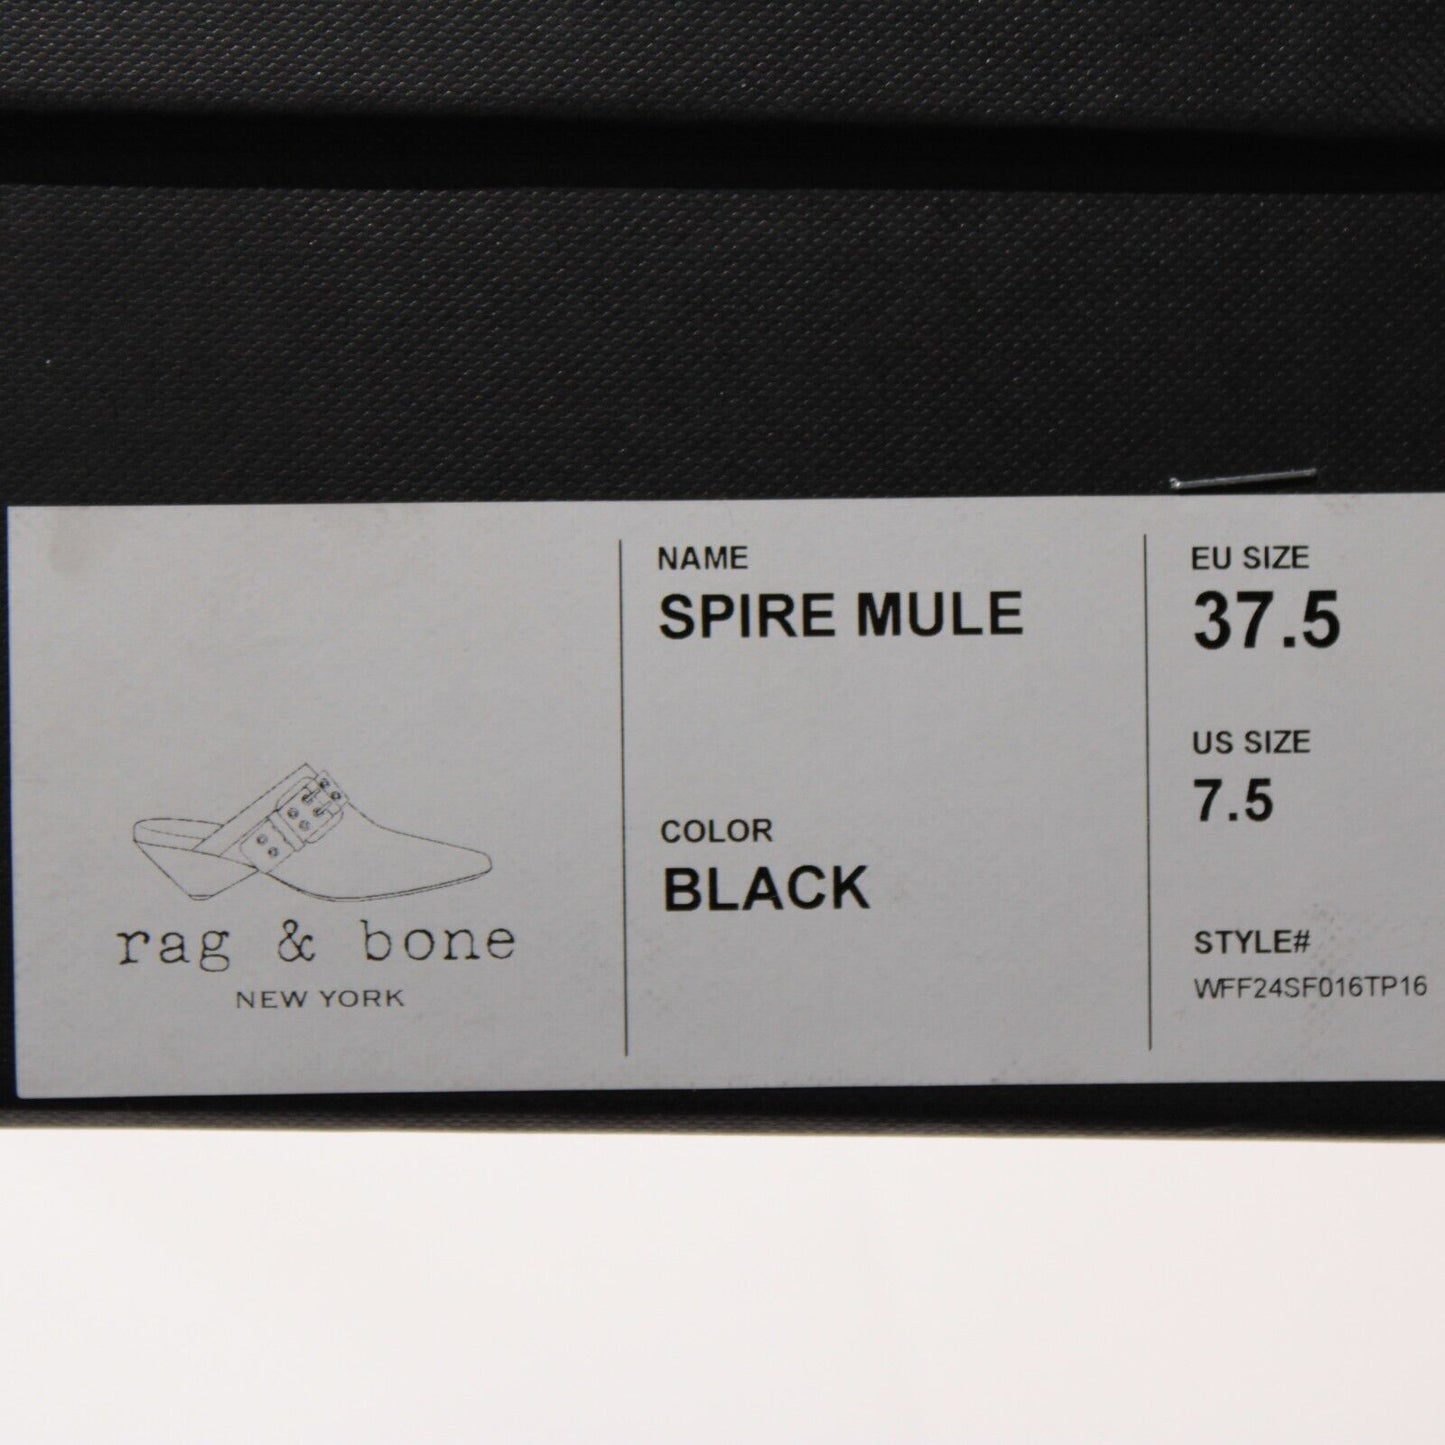 rag & bone
NEW YORK
NAME
SPIRE MULE
COLOR
BLACK
EU SIZE
37.5
US SIZE
7.5
STYLE#
WFF24SF016TP16